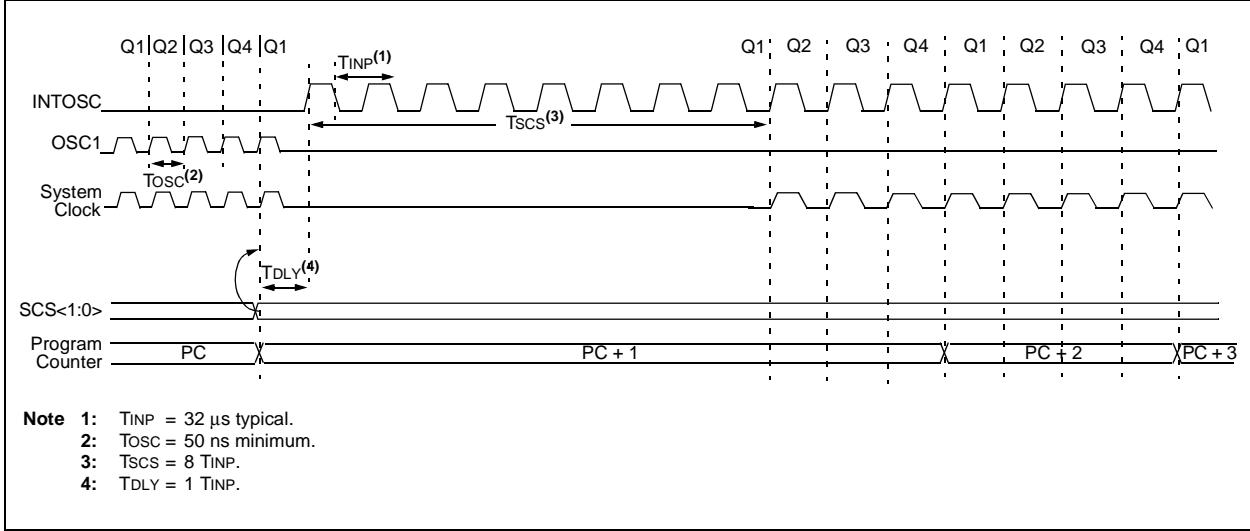 Q1 Q2 Q3 Q4 Q1 Q1 Q2 Q3 Q4 Q1 Q2 Q3 Q4 Q1
TINP(1)
INTOSC
TSCS(3)
OSC1
TOSC(2)
System
Clock
TDLY(4)
SCS<1:0>
Program
Counter
PC PC + 1 PC + 2 PC + 3
Note 1: TINP = 32 μs typical.
2: TOSC = 50 ns minimum.
3: TSCS = 8 TINP.
4: TDLY = 1 TINP.